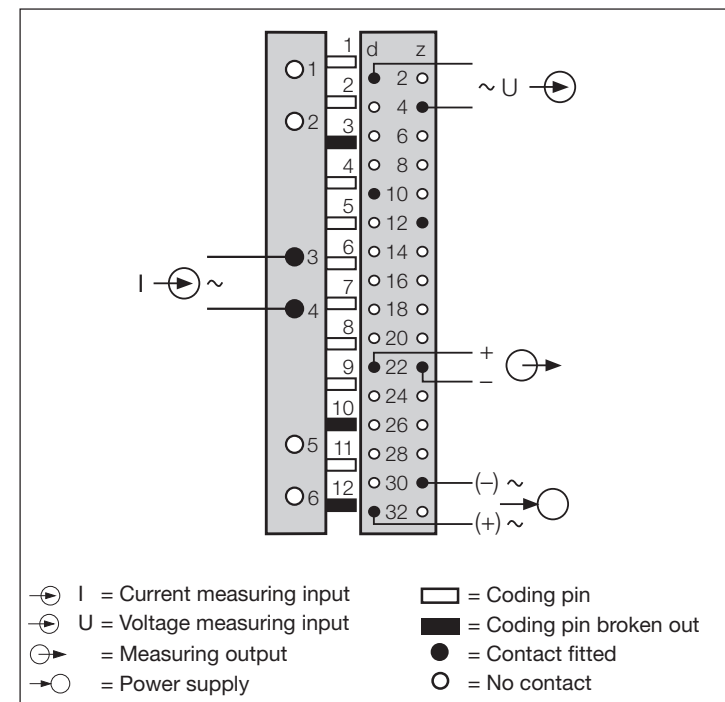 1 d z
1 2 2 ~ U
2 3 4
4 6
5 8
10
12
3 6 14
I ~ 7 16
4 8 18
20 +
9 22
10 24 −
5 11 26
28
6 12 30 (–) ~
32 (+) ~
I = Current measuring input
U = Voltage measuring input
= Measuring output
= Power supply
= Coding pin
= Coding pin broken out
= Contact fitted
= No contact